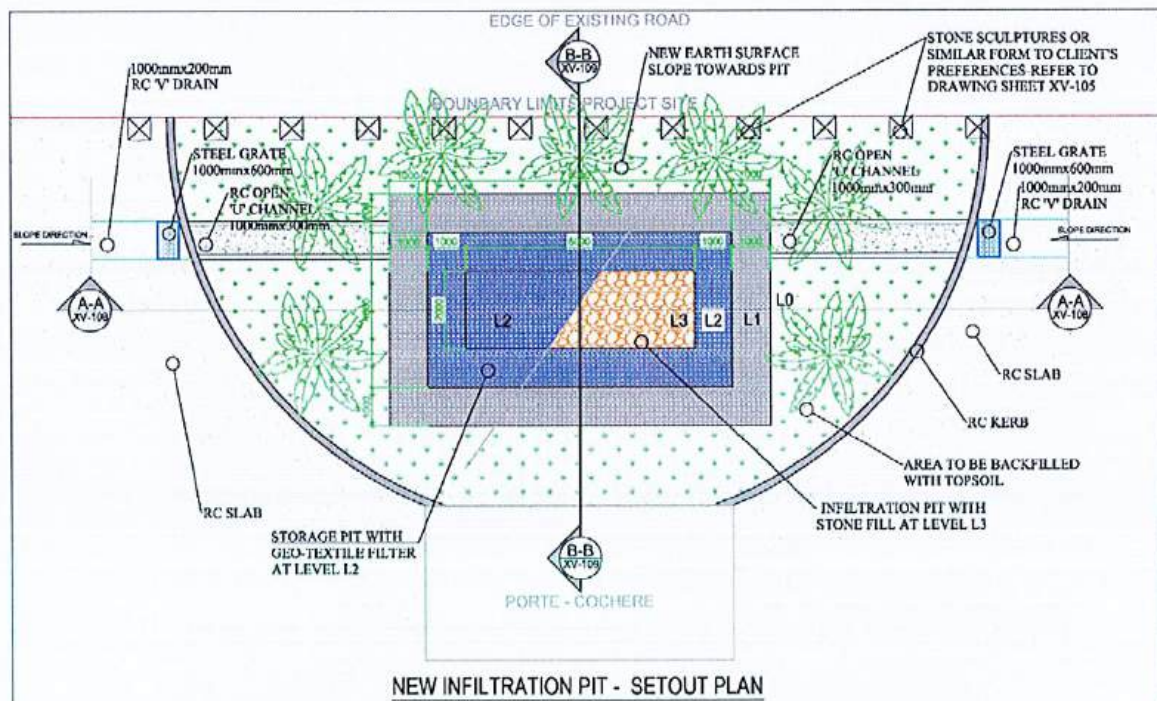 EDGE OF EXISTING ROAD
B-B
XV-109
1000mmx200mm
RC 'V' DRAIN
NEW EARTH SURFACE
SLOPE TOWARDS PIT
STONE SCULPTURES OR
SIMILAR FORM TO CLIENT'S
PREFERENCES-REFER TO
DRAWING SHEET XV-105
BOUNDARY LIMITS PROJECT SITE
STEEL GRATE
1000mmx600mm
RC OPEN
'U' CHANNEL
1000mmx300mm
RC OPEN
'U' CHANNEL
1000mmx300mm
STEEL GRATE
1000mmx600mm
1000mmx200mm
RC 'V' DRAIN
SLOPE DIRECTION
SLOPE DIRECTION
1000
1000
1000
1000
A-A
XV-108
L2
L3
L2
L1
L0
A-A
XV-108
RC SLAB
RC KERB
AREA TO BE BACKFILLED
WITH TOPSOIL
INFILTRATION PIT WITH
STONE FILL AT LEVEL L3
RC SLAB
STORAGE PIT WITH
GEO-TEXTILE FILTER
AT LEVEL L2
B-B
XV-109
PORTE - COCHERE
NEW INFILTRATION PIT - SETOUT PLAN